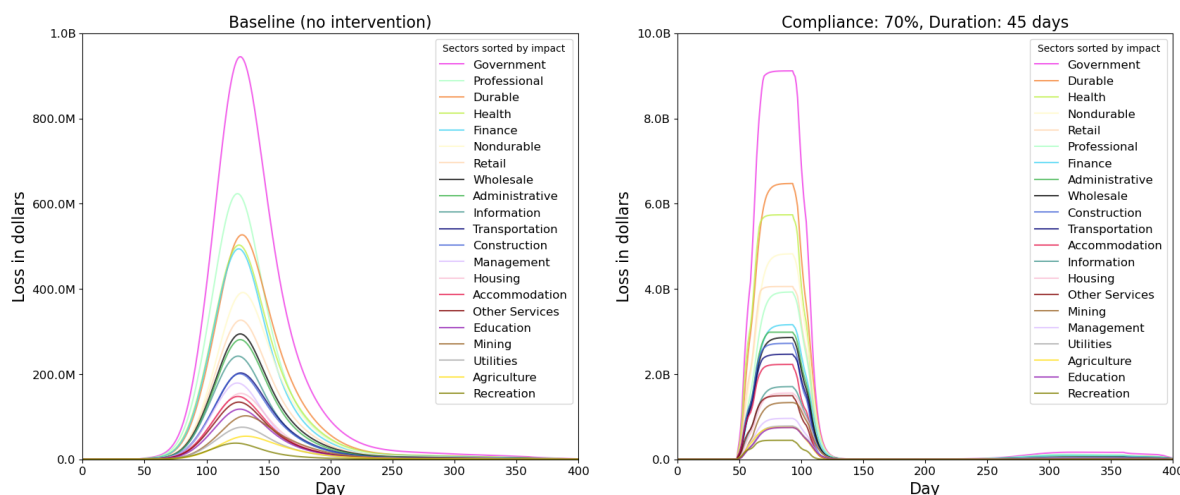 Baseline (no intervention)
1.0B
800.0M
600.0M
400.0M
200.0M
0.0
Loss in dollars
0
50
100
150
200
250
300
350
400
Day
Sectors sorted by impact
Government
Professional
Durable
Health
Finance
Nondurable
Retail
Wholesale
Administrative
Information
Transportation
Construction
Management
Housing
Accommodation
Other Services
Education
Mining
Utilities
Agriculture
Recreation
Compliance: 70%, Duration: 45 days
10.0B
8.0B
6.0B
4.0B
2.0B
0.0
Loss in dollars
0
50
100
150
200
250
300
350
400
Day
Sectors sorted by impact
Government
Durable
Health
Nondurable
Retail
Professional
Finance
Administrative
Wholesale
Construction
Transportation
Accommodation
Information
Housing
Other Services
Mining
Management
Utilities
Agriculture
Education
Recreation